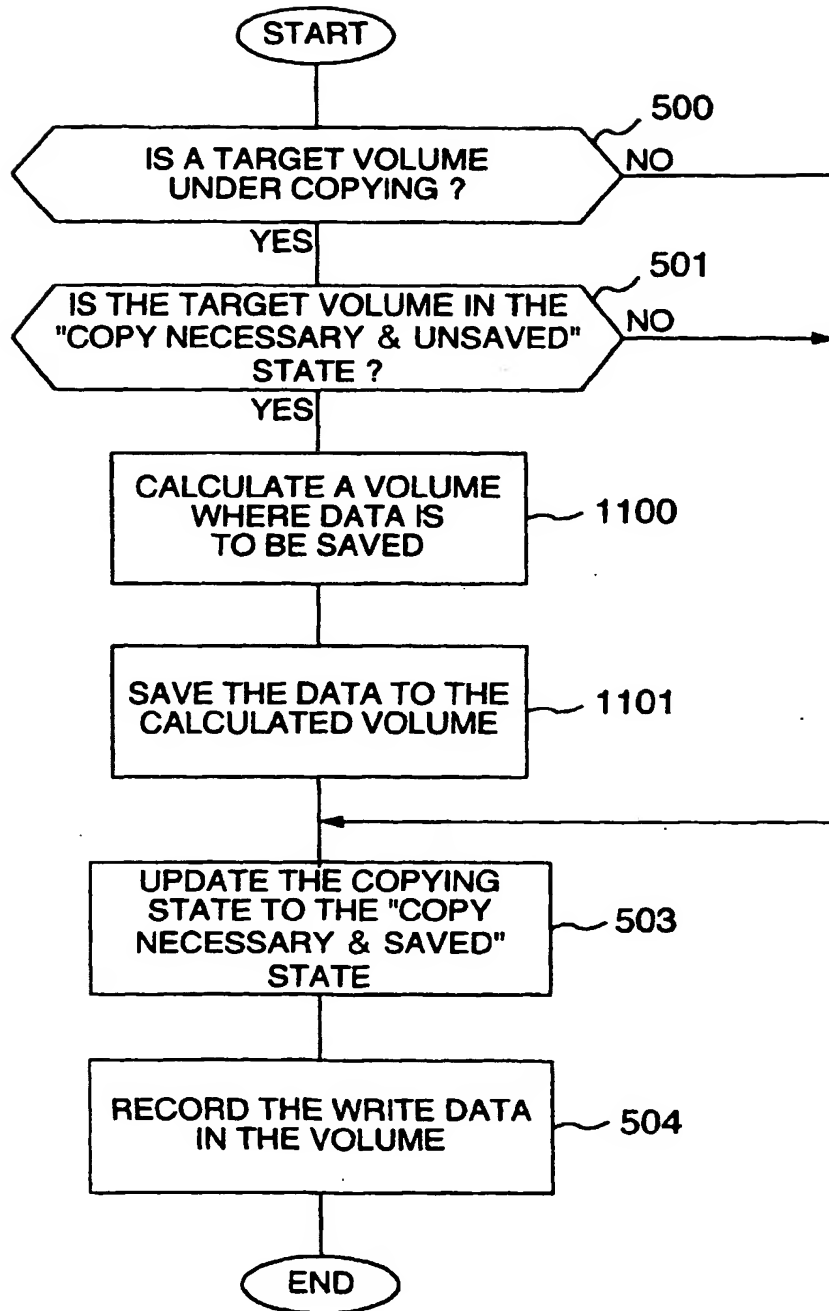 START
500
IS A TARGET VOLUME
UNDER COPYING ?
NO
YES
501
IS THE TARGET VOLUME IN THE
"COPY NECESSARY & UNSAVED"
STATE ?
NO
YES
CALCULATE A VOLUME
WHERE DATA IS
TO BE SAVED
1100
SAVE THE DATA TO THE
CALCULATED VOLUME
1101
UPDATE THE COPYING
STATE TO THE "COPY
NECESSARY & SAVED"
STATE
503
RECORD THE WRITE DATA
IN THE VOLUME
504
END